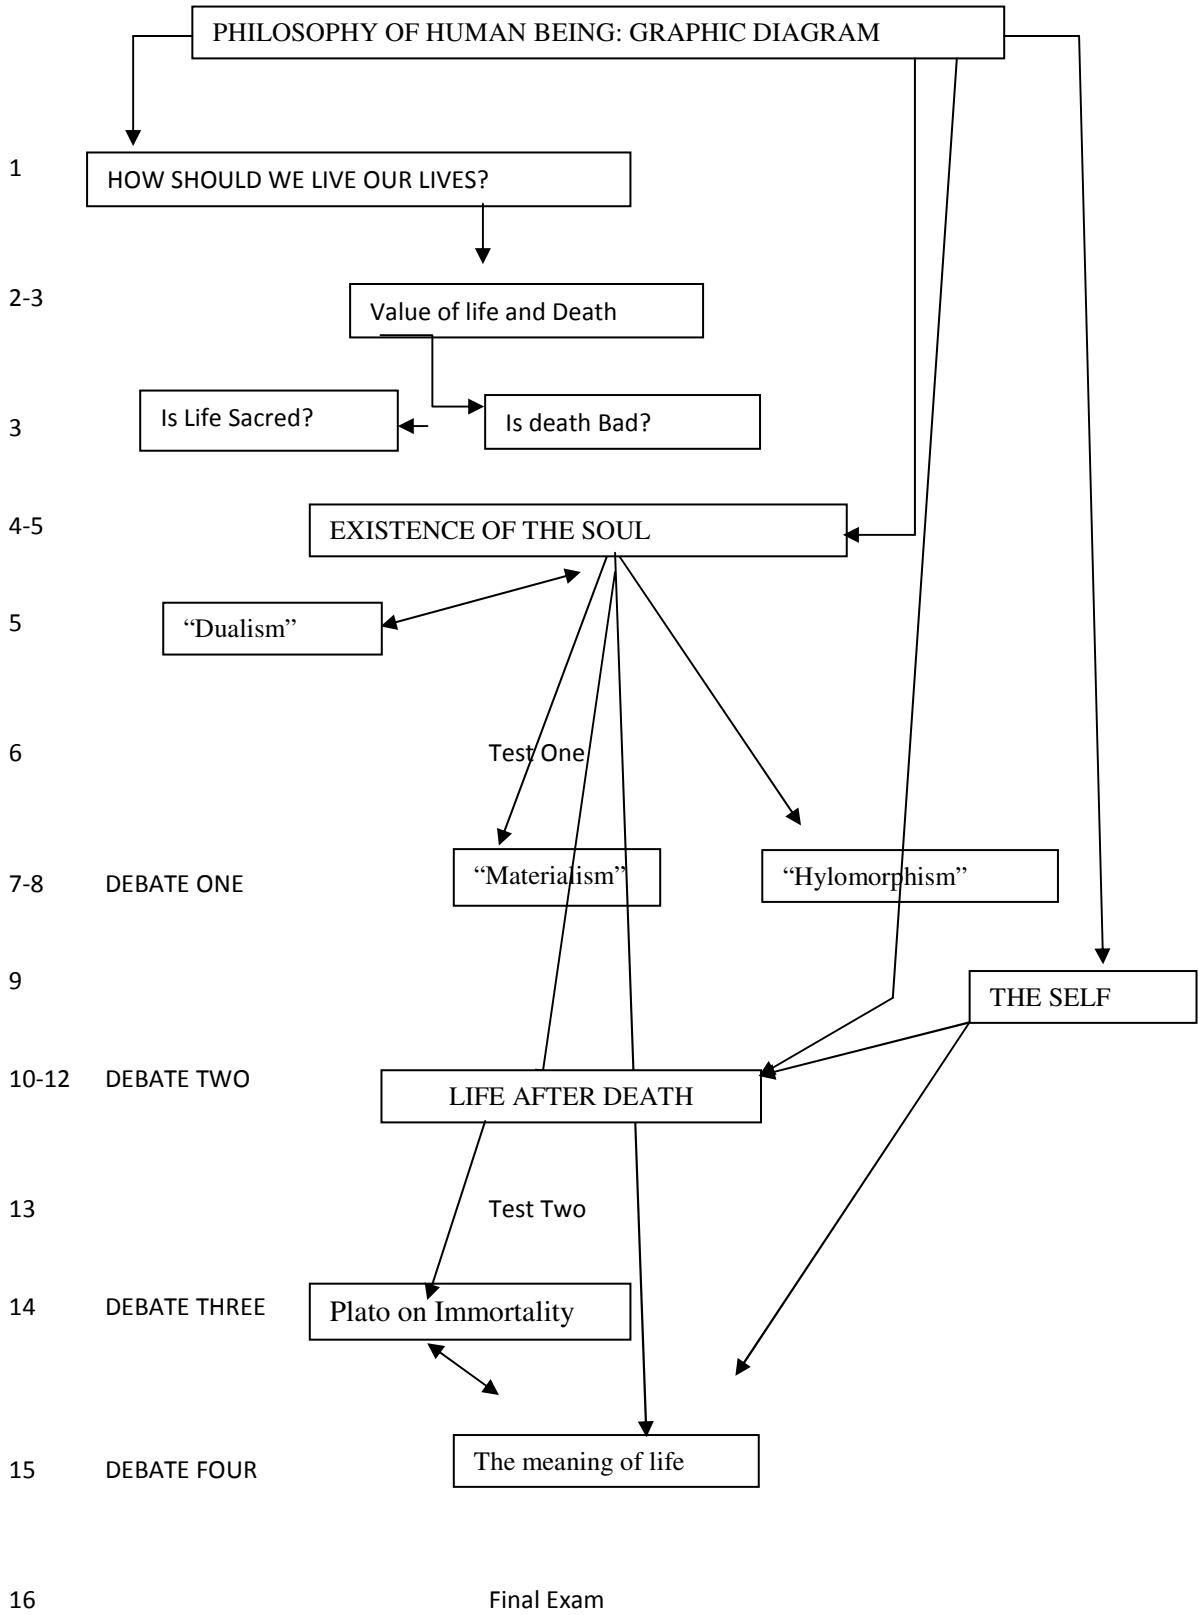 PHILOSOPHY OF HUMAN BEING: GRAPHIC DIAGRAM
1
HOW SHOULD WE LIVE OUR LIVES?
2-3
Value of life and Death
3
Is Life Sacred?
Is death Bad?
4-5
EXISTENCE OF THE SOUL
5
“Dualism”
6
Test One
7-8
DEBATE ONE
“Materialism”
“Hylomorphism”
9
THE SELF
10-12
DEBATE TWO
LIFE AFTER DEATH
13
Test Two
14
DEBATE THREE
Plato on Immortality
15
DEBATE FOUR
The meaning of life
16
Final Exam